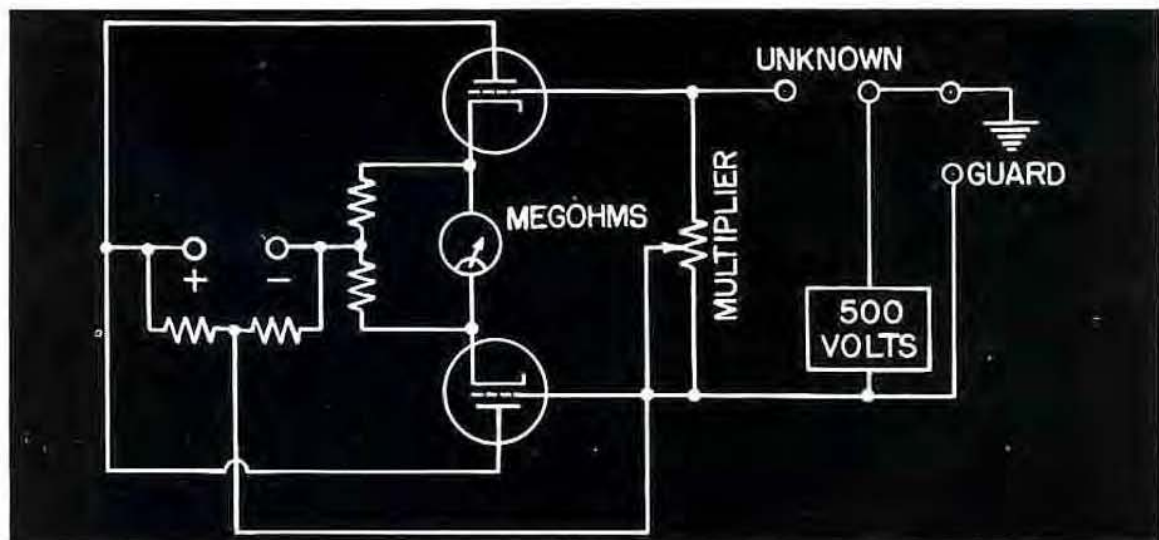 UNKNOWN
GUARD
MEGOHMS
MULTIPLIER
+ −
500
VOLTS